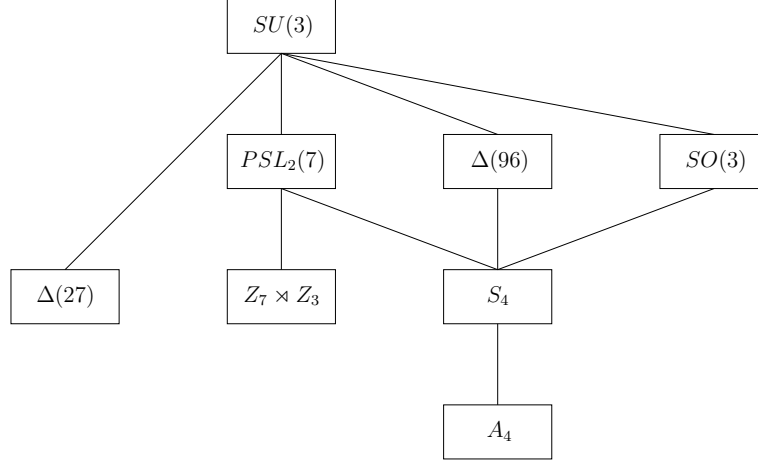 SU(3)
PSL₂(7)
Δ(96)
SO(3)
Δ(27)
Z₇ ⋊ Z₃
S₄
A₄